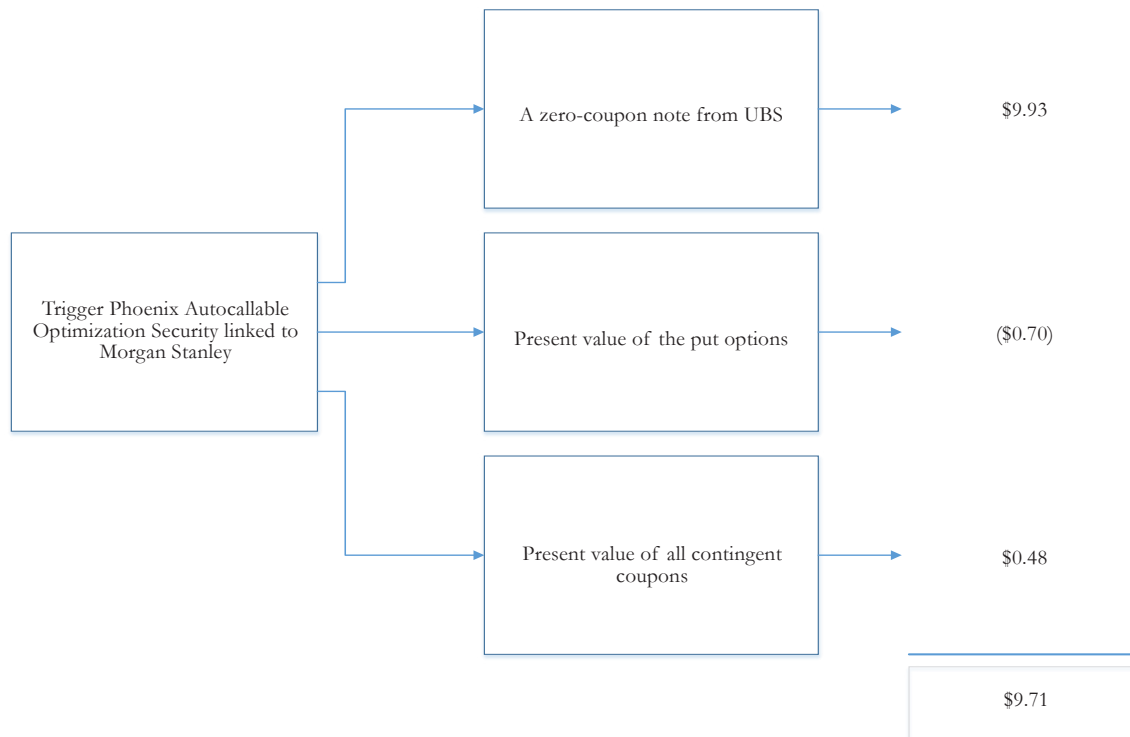 A zero-coupon note from UBS
$9.93
Trigger Phoenix Autocallable
Optimization Security linked to
Morgan Stanley
Present value of the put options
($0.70)
Present value of all contingent
coupons
$0.48
$9.71